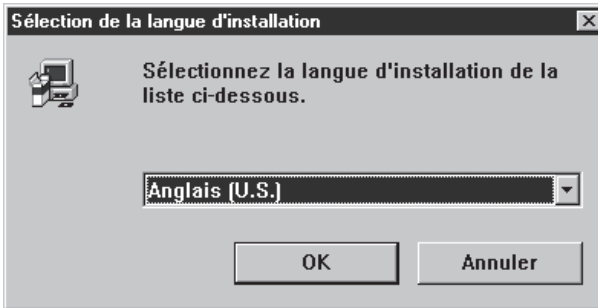 Sélection de la langue d'installation
Sélectionnez la langue d'installation de la
liste ci-dessous.
Anglais (U.S.)
OK
Annuler